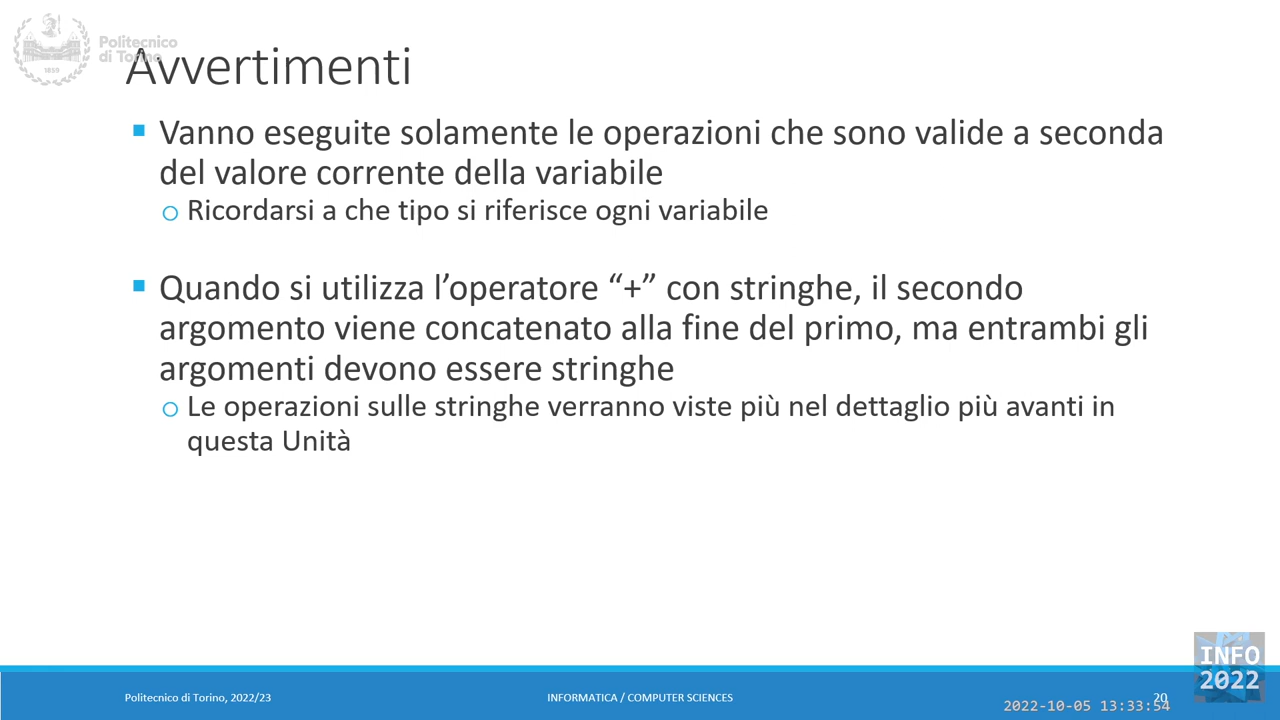 Politecnico
di Torino
1859
Avvertimenti
Vanno eseguite solamente le operazioni che sono valide a seconda
del valore corrente della variabile
Ricordarsi a che tipo si riferisce ogni variabile
Quando si utilizza l’operatore “+” con stringhe, il secondo
argomento viene concatenato alla fine del primo, ma entrambi gli
argomenti devono essere stringhe
Le operazioni sulle stringhe verranno viste più nel dettaglio più avanti in
questa Unità
INFO
2022
Politecnico di Torino, 2022/23
INFORMATICA / COMPUTER SCIENCES
20
2022-10-05 13:33:54